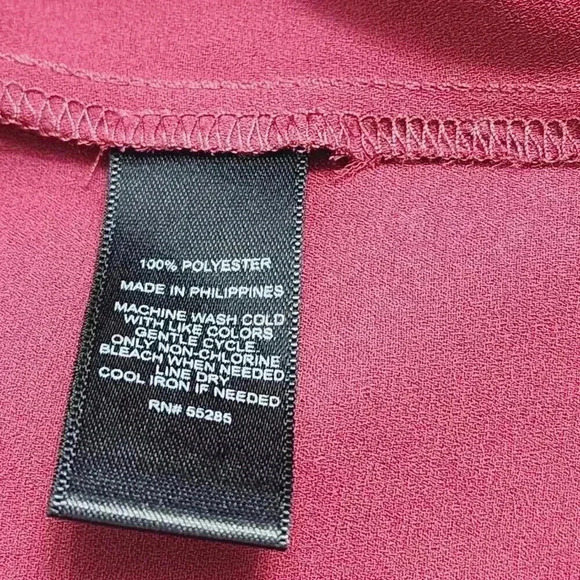 100% POLYESTER
MADE IN PHILIPPINES
MACHINE WASH COLD
WITH LIKE COLORS
GENTLE CYCLE
ONLY NON-CHLORINE
BLEACH WHEN NEEDED
LINE DRY
COOL IRON IF NEEDED
RN# 55285